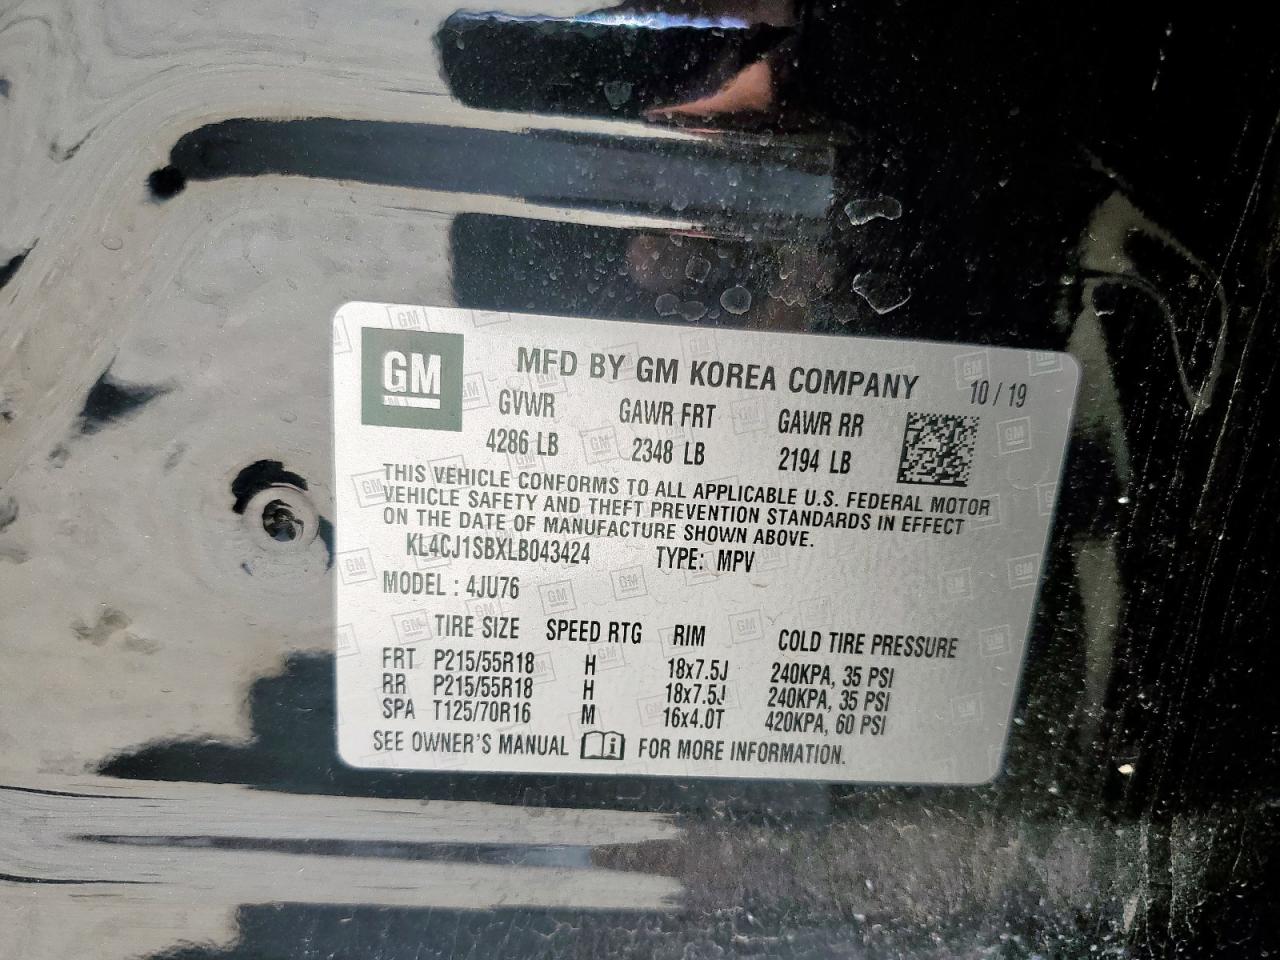 GM
MFD BY GM KOREA COMPANY 10 / 19
GVWR GAWR FRT GAWR RR
4286 LB 2348 LB 2194 LB
THIS VEHICLE CONFORMS TO ALL APPLICABLE U.S. FEDERAL MOTOR
VEHICLE SAFETY AND THEFT PREVENTION STANDARDS IN EFFECT
ON THE DATE OF MANUFACTURE SHOWN ABOVE.
KL4CJ1SBXLB043424 TYPE: MPV
MODEL : 4JU76
TIRE SIZE SPEED RTG RIM COLD TIRE PRESSURE
FRT P215/55R18 H 18x7.5J 240KPA, 35 PSI
RR P215/55R18 H 18x7.5J 240KPA, 35 PSI
SPA T125/70R16 M 16x4.0T 420KPA, 60 PSI
SEE OWNER'S MANUAL FOR MORE INFORMATION.